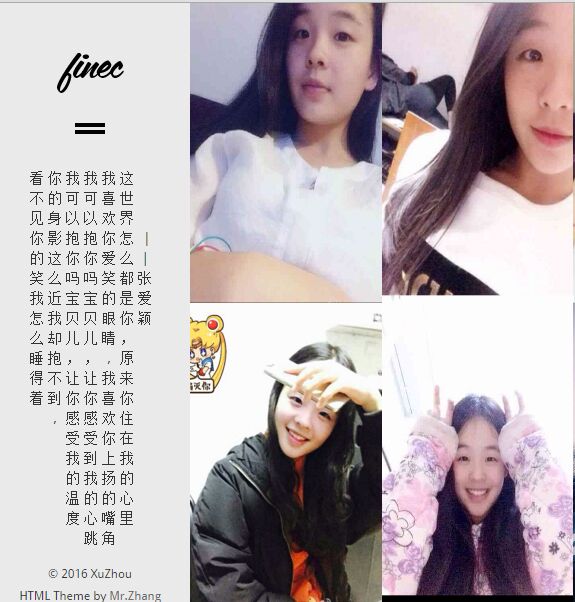 finec
看不见你的笑我怎么睡得着
你的身影这么近我却抱不到，
我可以抱你吗宝贝儿，让你感受我的温度
我可以抱你吗宝贝儿，让你感受到我的心跳
我喜欢你爱笑的眼睛，我喜欢你上扬的嘴角
这世界怎么都是你，原来你住在我心里
||张爱颖
© 2016 XuZhou
HTML Theme by Mr.Zhang